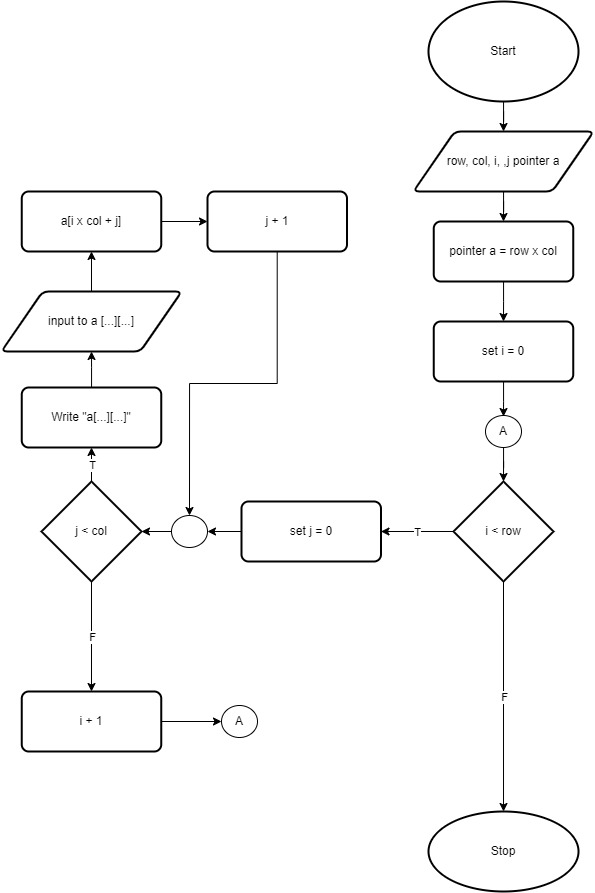 Start
row, col, i, ,j pointer a
pointer a = row x col
set i = 0
A
i < row
T
set j = 0
j < col
T
Write "a[...][...]"
input to a [...][...]
a[i x col + j]
j + 1
F
i + 1
A
F
Stop